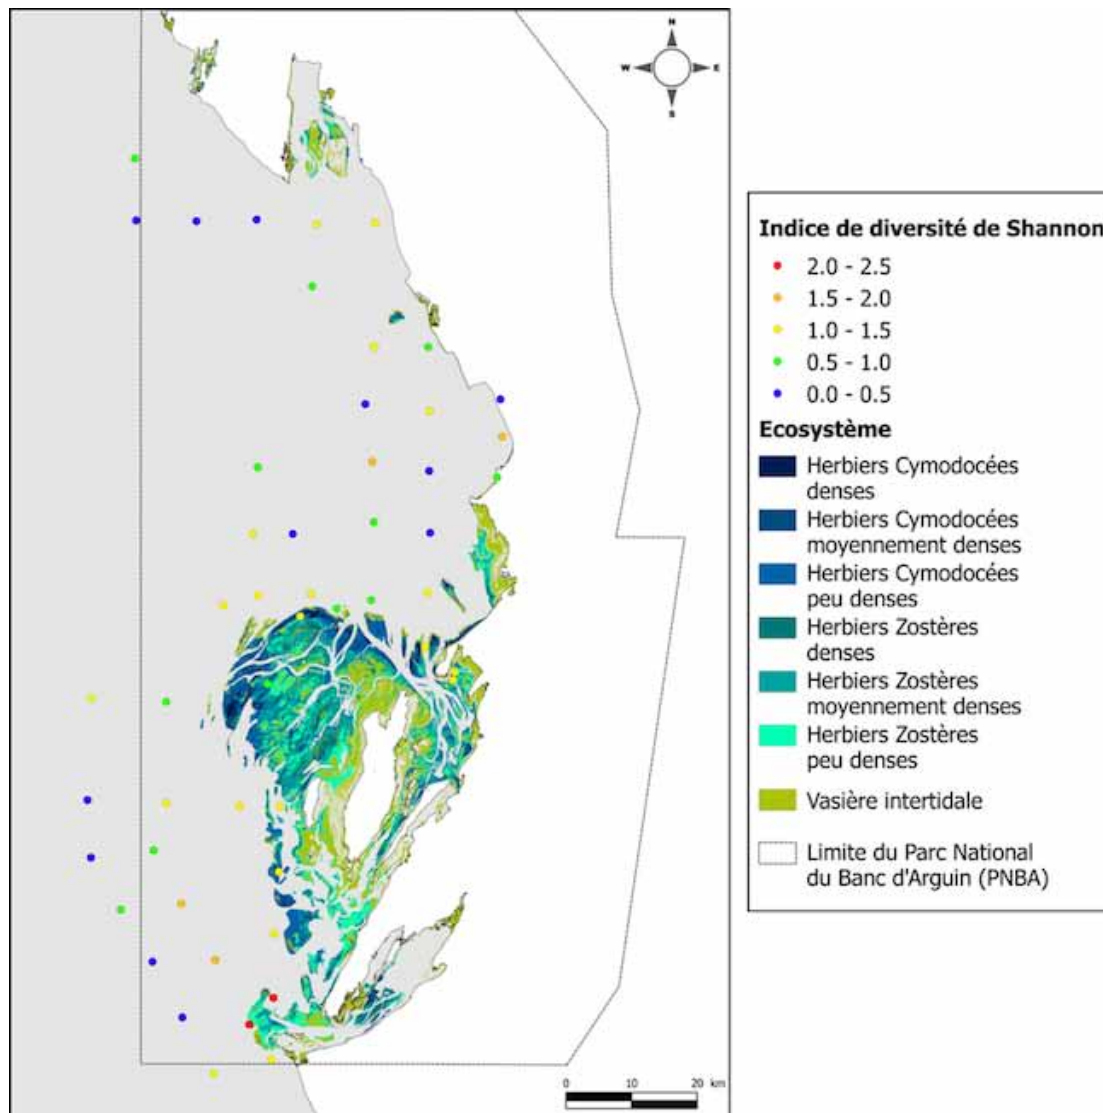 N
W E
S
Indice de diversité de Shannon
2.0 - 2.5
1.5 - 2.0
1.0 - 1.5
0.5 - 1.0
0.0 - 0.5
Ecosystème
Herbiers Cymodocées
denses
Herbiers Cymodocées
moyennement denses
Herbiers Cymodocées
peu denses
Herbiers Zostères
denses
Herbiers Zostères
moyennement denses
Herbiers Zostères
peu denses
Vasière intertidale
Limite du Parc National
du Banc d'Arguin (PNBA)
0 10 20 km